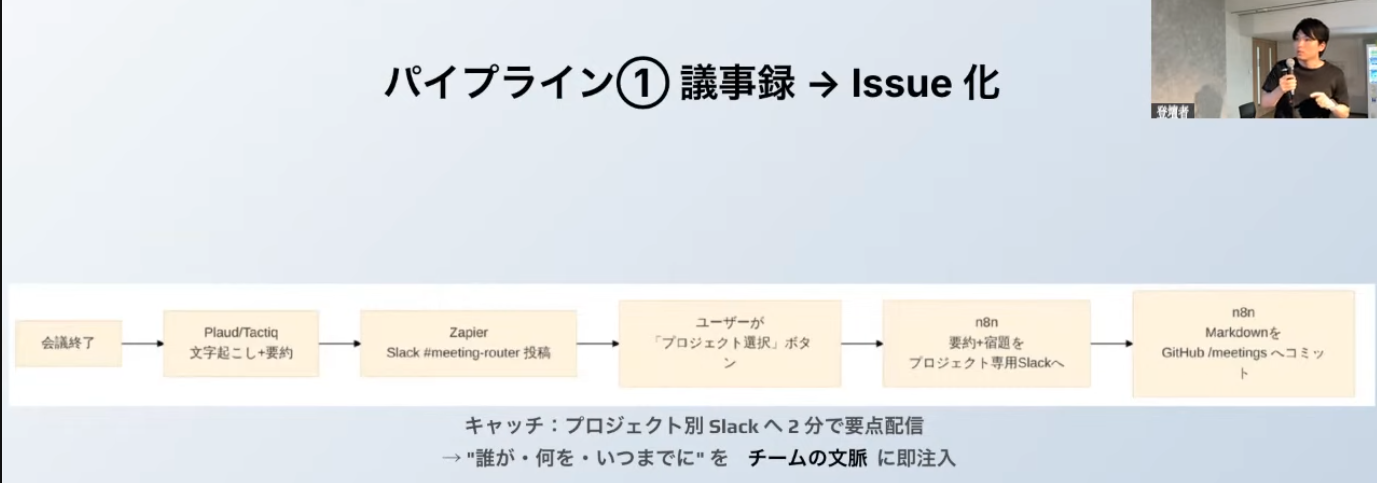 パイプライン① 議事録 → Issue 化
登壇者
会議終了
Plaud/Tactiq
文字起こし+要約
Zapier
Slack #meeting-router 投稿
ユーザーが
「プロジェクト選択」ボタ
ン
n8n
要約+宿題を
プロジェクト専用Slackへ
n8n
Markdownを
GitHub /meetings へコミッ
ト
キャッチ：プロジェクト別 Slack へ 2 分で要点配信
→ "誰が・何を・いつまでに" を チームの文脈 に即注入